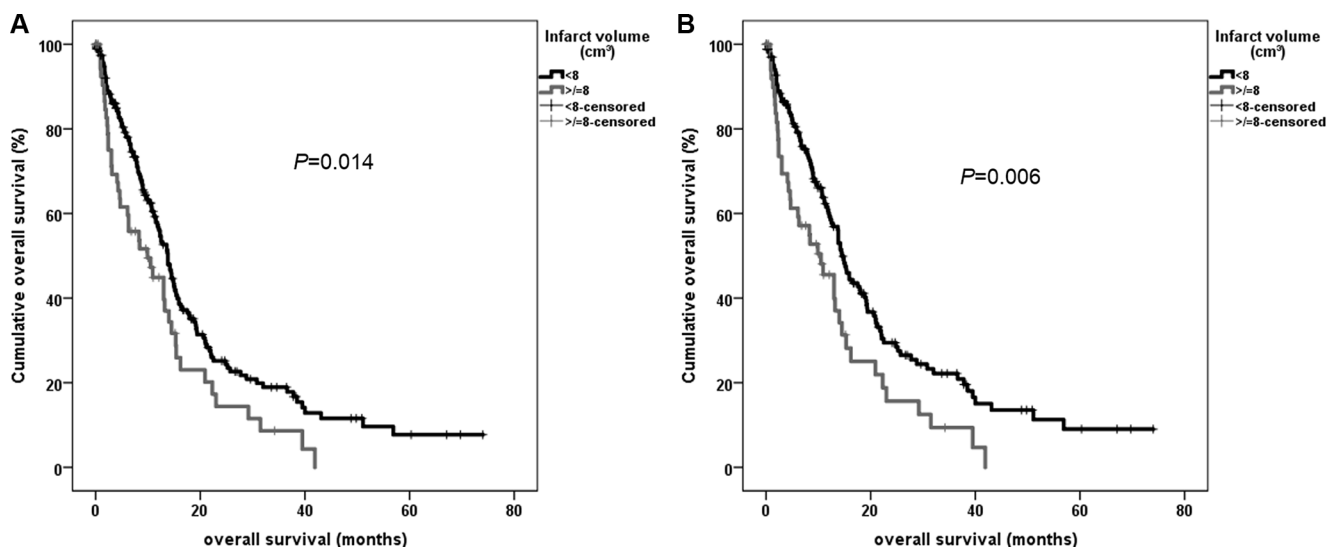 A
Cumulative overall survival (%)
100
80
60
40
20
0
0
20
40
60
80
overall survival (months)
P=0.014
Infarct volume
(cm³)
<8
>/=8
<8-censored
>/=8-censored
B
Cumulative overall survival (%)
100
80
60
40
20
0
0
20
40
60
80
overall survival (months)
P=0.006
Infarct volume
(cm³)
<8
>/=8
<8-censored
>/=8-censored